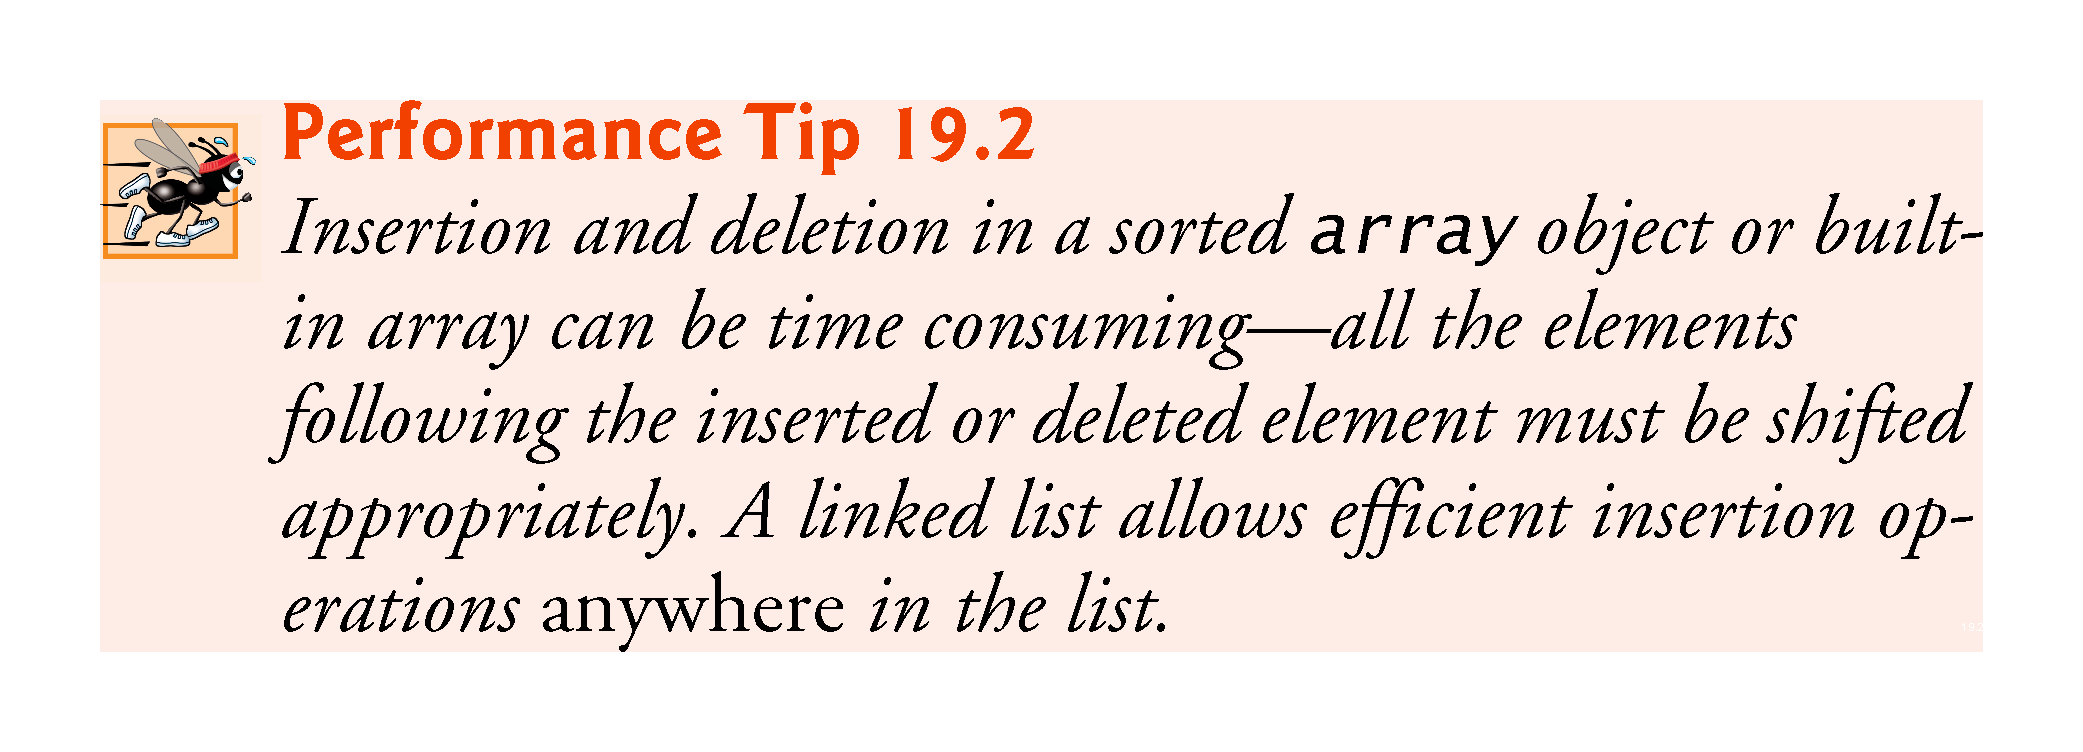 Performance Tip 19.2
Insertion and deletion in a sorted array object or built-
in array can be time consuming—all the elements
following the inserted or deleted element must be shifted
appropriately. A linked list allows efficient insertion op-
erations anywhere in the list.
19.2